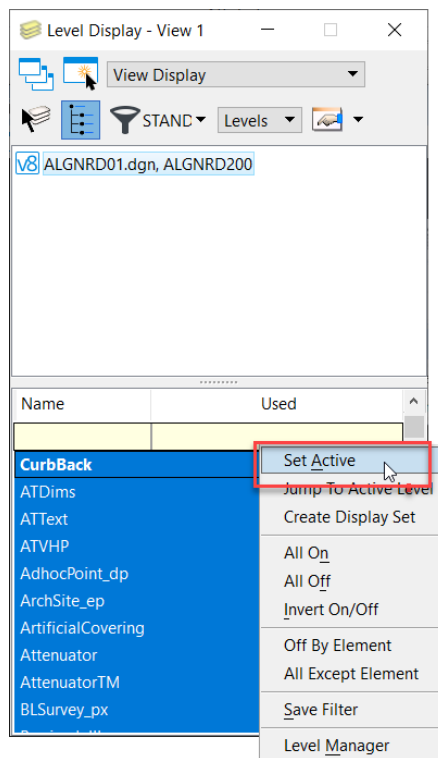 Level Display - View 1
View Display
STAND Levels
V8 ALGNRD01.dgn, ALGNRD200
Name Used
CurbBack
ATDims
ATText
ATVHP
AdhocPoint_dp
ArchSite_ep
ArtificialCovering
Attenuator
AttenuatorTM
BLSurvey_px
Set Active
Jump To Active Level
Create Display Set
All On
All Off
Invert On/Off
Off By Element
All Except Element
Save Filter
Level Manager